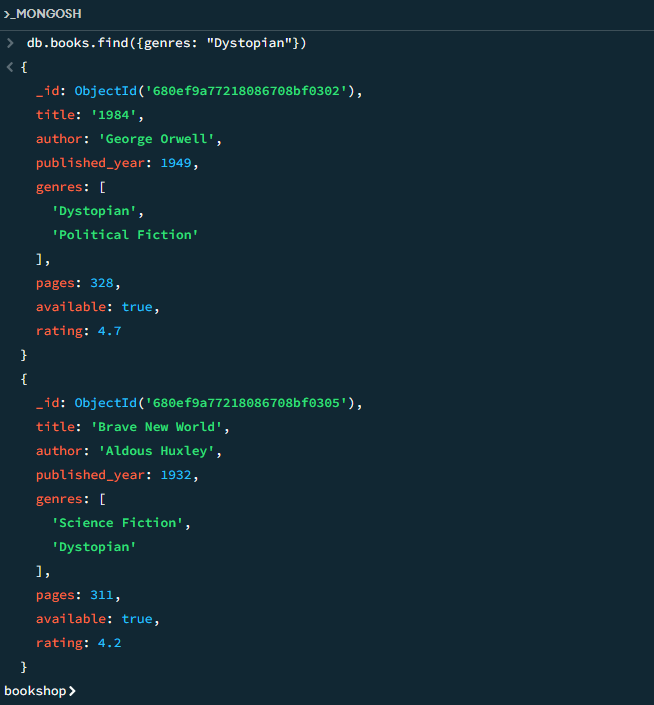 >_MONGOSH
> db.books.find({genres: "Dystopian"})
< {
_id: ObjectId('680ef9a77218086708bf0302'),
title: '1984',
author: 'George Orwell',
published_year: 1949,
genres: [
'Dystopian',
'Political Fiction'
],
pages: 328,
available: true,
rating: 4.7
}
{
_id: ObjectId('680ef9a77218086708bf0305'),
title: 'Brave New World',
author: 'Aldous Huxley',
published_year: 1932,
genres: [
'Science Fiction',
'Dystopian'
],
pages: 311,
available: true,
rating: 4.2
}
bookshop>